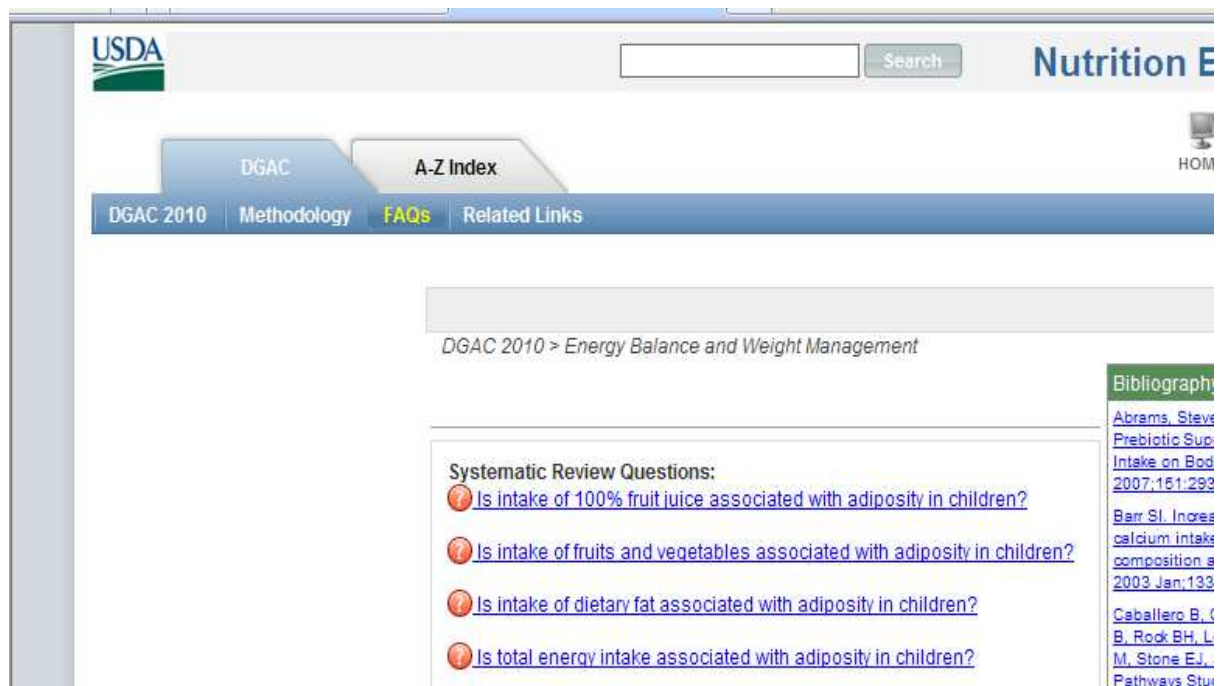 USDA
Search
Nutrition E
HOM
DGAC
A-Z Index
DGAC 2010
Methodology
FAQs
Related Links
DGAC 2010 > Energy Balance and Weight Management
Systematic Review Questions:
Is intake of 100% fruit juice associated with adiposity in children?
Is intake of fruits and vegetables associated with adiposity in children?
Is intake of dietary fat associated with adiposity in children?
Is total energy intake associated with adiposity in children?
Bibliography
Abrams, Steve
Prebiotic Sup
Intake on Bod
2007;151:293
Barr SI. Increa
calcium intake
composition a
2003 Jan;133
Caballero B, C
B, Rock BH, L
M, Stone EJ,
Pathways Stu